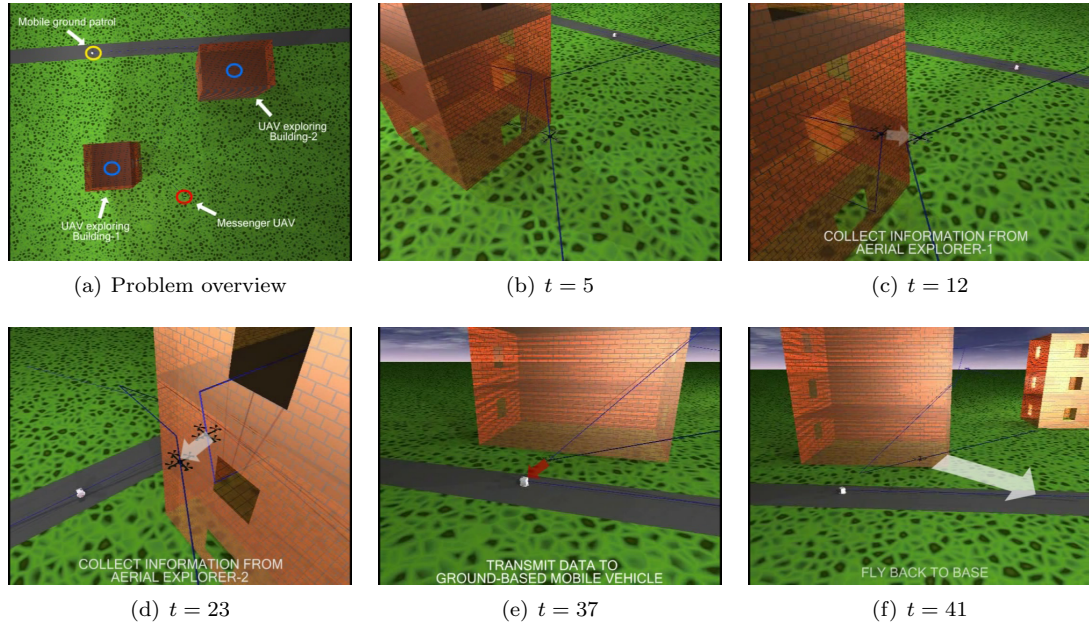 Mobile ground patrol
UAV exploring
Building-2
UAV exploring
Building-1
Messenger UAV
(a) Problem overview
(b) t = 5
COLLECT INFORMATION FROM
AERIAL EXPLORER-1
(c) t = 12
COLLECT INFORMATION FROM
AERIAL EXPLORER-2
(d) t = 23
TRANSMIT DATA TO
GROUND-BASED MOBILE VEHICLE
(e) t = 37
FLY BACK TO BASE
(f) t = 41